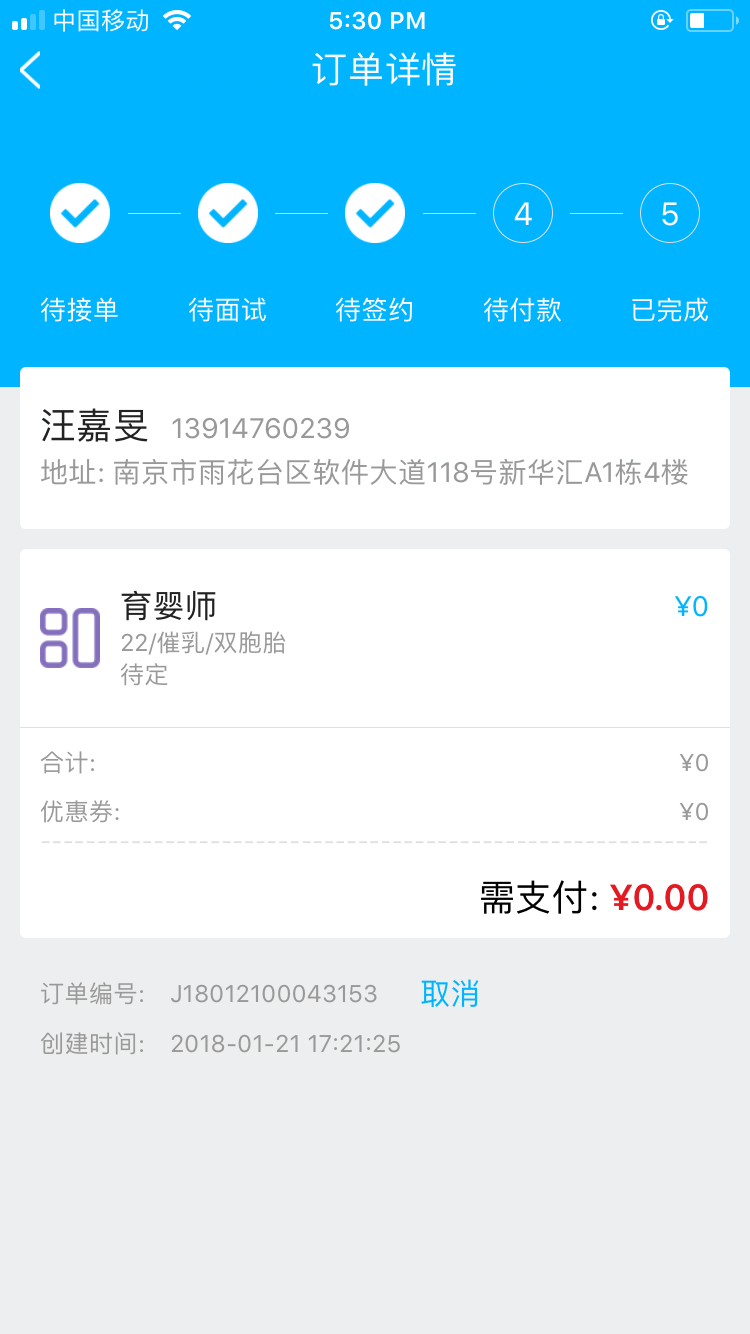 中国移动 5:30 PM
订单详情
4 5
待接单 待面试 待签约 待付款 已完成
汪嘉旻 13914760239
地址: 南京市雨花台区软件大道118号新华汇A1栋4楼
育婴师 ¥0
22/催乳/双胞胎
待定
合计: ¥0
优惠券: ¥0
需支付: ¥0.00
订单编号: J18012100043153 取消
创建时间: 2018-01-21 17:21:25